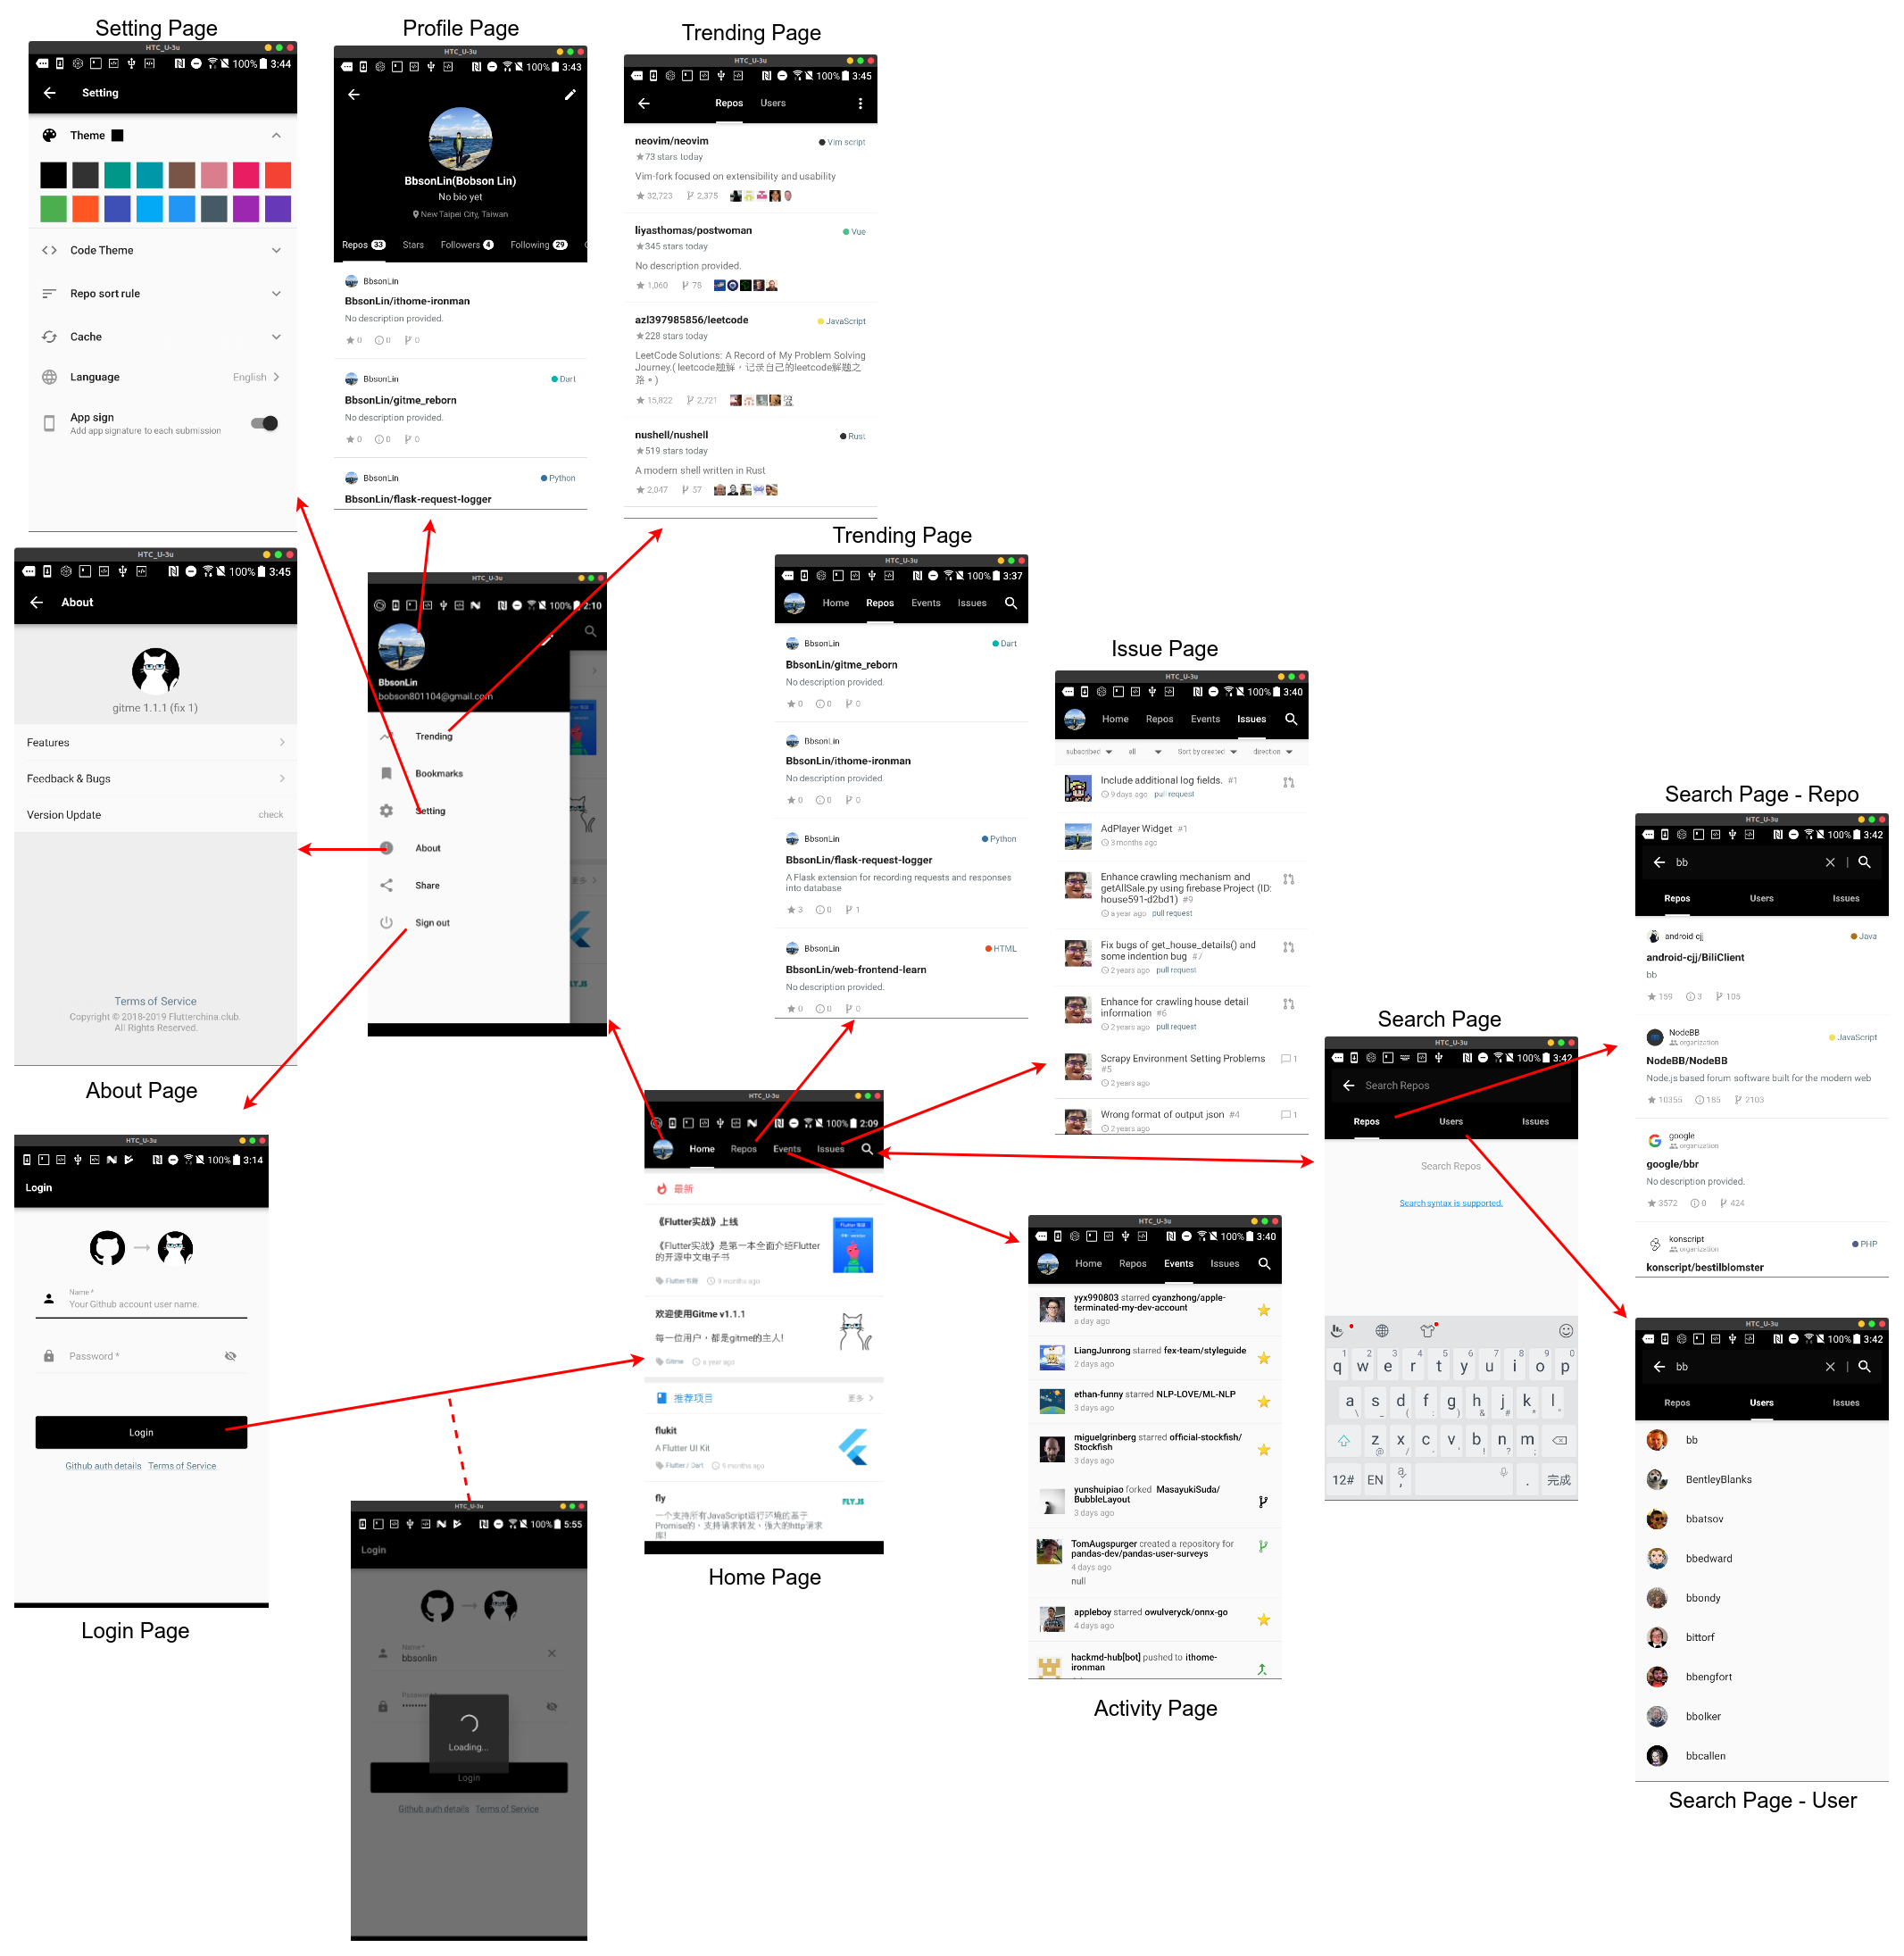 Setting Page
HTC_U-3u
100% 3:44
Setting
Theme
Code Theme
Repo sort rule
Cache
Language English
App sign
Add app signature to each submission
Profile Page
HTC_U-3u
100% 3:43
BbsonLin(Bobson Lin)
No bio yet
New Taipei City, Taiwan
Repos 33 Stars Followers 4 Following 29
BbsonLin
BbsonLin/ithome-ironman
No description provided.
0 0 0
BbsonLin Dart
BbsonLin/gitme_reborn
No description provided.
0 0 0
BbsonLin Python
BbsonLin/flask-request-logger
Trending Page
HTC_U-3u
100% 3:45
Repos Users
neovim/neovim Vim script
73 stars today
Vim-fork focused on extensibility and usability
32,723 2,375
liyasthomas/postwoman Vue
345 stars today
No description provided.
1,060 78
azl397985856/leetcode JavaScript
228 stars today
LeetCode Solutions: A Record of My Problem Solving
Journey.( leetcode题解，记录自己的leetcode解题之
路。)
15,822 2,721
nushell/nushell Rust
519 stars today
A modern shell written in Rust
2,047 57
HTC_U-3u
100% 3:45
About
gitme 1.1.1 (fix 1)
Features
Feedback & Bugs
Version Update check
Terms of Service
Copyright © 2018-2019 Flutterchina.club.
All Rights Reserved.
About Page
HTC_U-3u
100% 2:10
BbsonLin
bobson801104@gmail.com
Trending
Bookmarks
Setting
About
Share
Sign out
更多
FLY.JS
Trending Page
HTC_U-3u
100% 3:37
Home Repos Events Issues
BbsonLin Dart
BbsonLin/gitme_reborn
No description provided.
0 0 0
BbsonLin
BbsonLin/ithome-ironman
No description provided.
0 0 0
BbsonLin Python
BbsonLin/flask-request-logger
A Flask extension for recording requests and responses
into database
3 0 1
BbsonLin HTML
BbsonLin/web-frontend-learn
No description provided.
0 0 0
Issue Page
HTC_U-3u
100% 3:40
Home Repos Events Issues
subscribed all Sort by created direction
Include additional log fields. #1
9 days ago pull request
AdPlayer Widget #1
3 months ago
Enhance crawling mechanism and
getAllSale.py using firebase Project (ID:
house591-d2bd1) #9
a year ago pull request
Fix bugs of get_house_details() and
some indention bug #7
2 years ago pull request
Enhance for crawling house detail
information #6
2 years ago pull request
Scrapy Environment Setting Problems 1
#5
2 years ago
Wrong format of output json #4 1
2 years ago
Search Page - Repo
HTC_U-3u
100% 3:42
bb
Repos Users Issues
android cjj Java
android-cjj/BiliClient
bb
159 3 105
NodeBB JavaScript
organization
NodeBB/NodeBB
Node.js based forum software built for the modern web
10355 185 2103
google
organization
google/bbr
No description provided.
3572 0 424
konscript PHP
organization
konscript/bestilblomster
Search Page
HTC_U-3u
100% 3:42
Search Repos
Repos Users Issues
Search Repos
Search syntax is supported.
1 2 3 4 5 6 7 8 9 0
q w e r t y u i o p
a s d f g h j k l
z x c v b n m
12# EN . 完成
HTC_U-3u
100% 3:42
bb
Repos Users Issues
bb
BentleyBlanks
bbatsov
bbedward
bbondy
bittorf
bbengfort
bbolker
bbcallen
Search Page - User
HTC_U-3u
100% 3:14
Login
Name *
Your Github account user name.
Password *
Login
Github auth details Terms of Service
Login Page
HTC_U-3u
100% 5:55
Login
Name *
bbsonlin
Password *
Loading...
Login
Github auth details Terms of Service
HTC_U-3u
100% 2:09
Home Repos Events Issues
最新
《Flutter实战》上线
《Flutter实战》是第一本全面介绍Flutter
的开源中文电子书
Flutter书籍 9 months ago
欢迎使用Gitme v1.1.1
每一位用户，都是gitme的主人!
Gitme a year ago
推荐项目 更多
flukit
A Flutter UI Kit
Flutter / Dart 9 months ago
fly FLY.JS
一个支持所有JavaScript运行环境的基于
Promise的、支持请求转发、强大的http请求
库!
Home Page
HTC_U-3u
100% 3:40
Home Repos Events Issues
yyx990803 starred cyanzhong/apple-
terminated-my-dev-account
a day ago
LiangJunrong starred fex-team/styleguide
2 days ago
ethan-funny starred NLP-LOVE/ML-NLP
3 days ago
miguelgrinberg starred official-stockfish/
Stockfish
3 days ago
yunshuipiao forked MasayukiSuda/
BubbleLayout
3 days ago
TomAugspurger created a repository for
pandas-dev/pandas-user-surveys
4 days ago
null
appleboy starred owulveryck/onnx-go
4 days ago
hackmd-hub[bot] pushed to ithome-
ironman
Activity Page